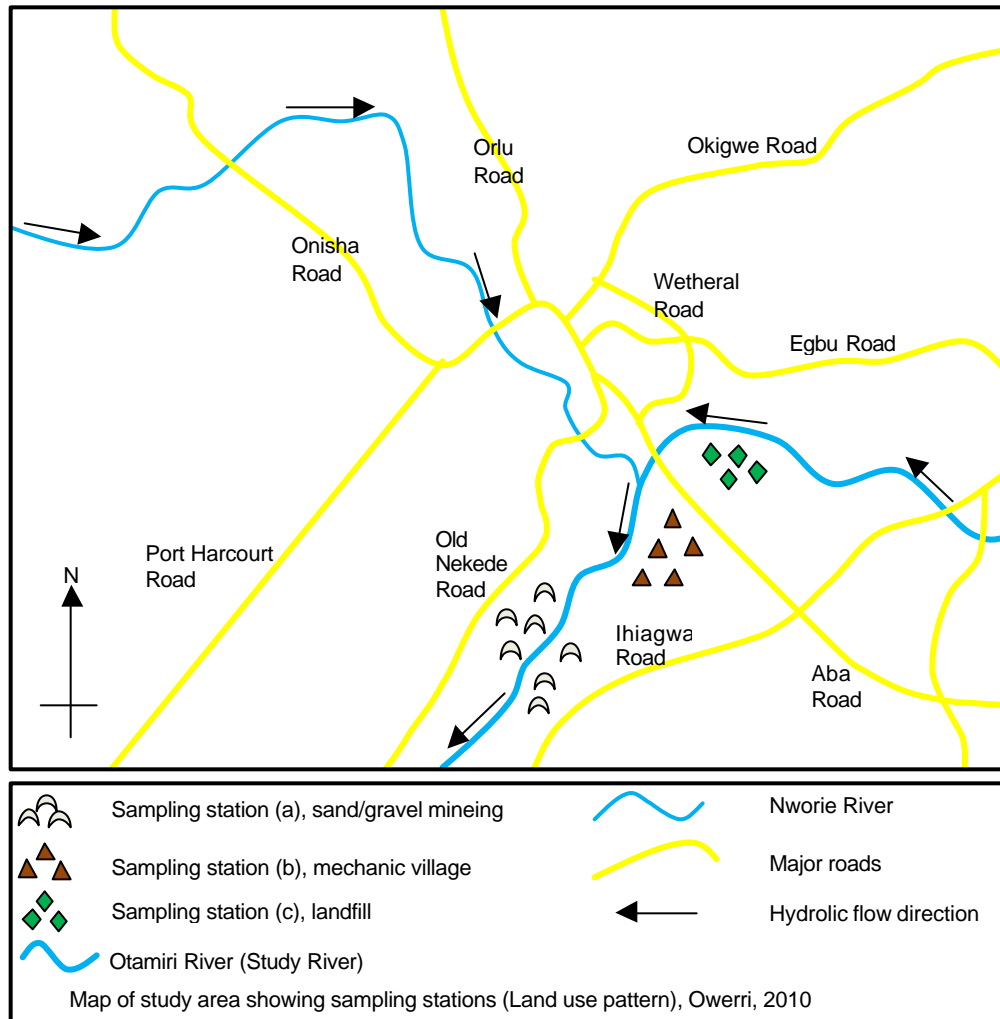 Orlu
Road
Okigwe Road
Onisha
Road
Wetheral
Road
Egbu Road
Port Harcourt
Road
Old
Nekede
Road
Ihiagwa
Road
Aba
Road
N
Sampling station (a), sand/gravel mineing
Sampling station (b), mechanic village
Sampling station (c), landfill
Otamiri River (Study River)
Nworie River
Major roads
Hydrolic flow direction
Map of study area showing sampling stations (Land use pattern), Owerri, 2010